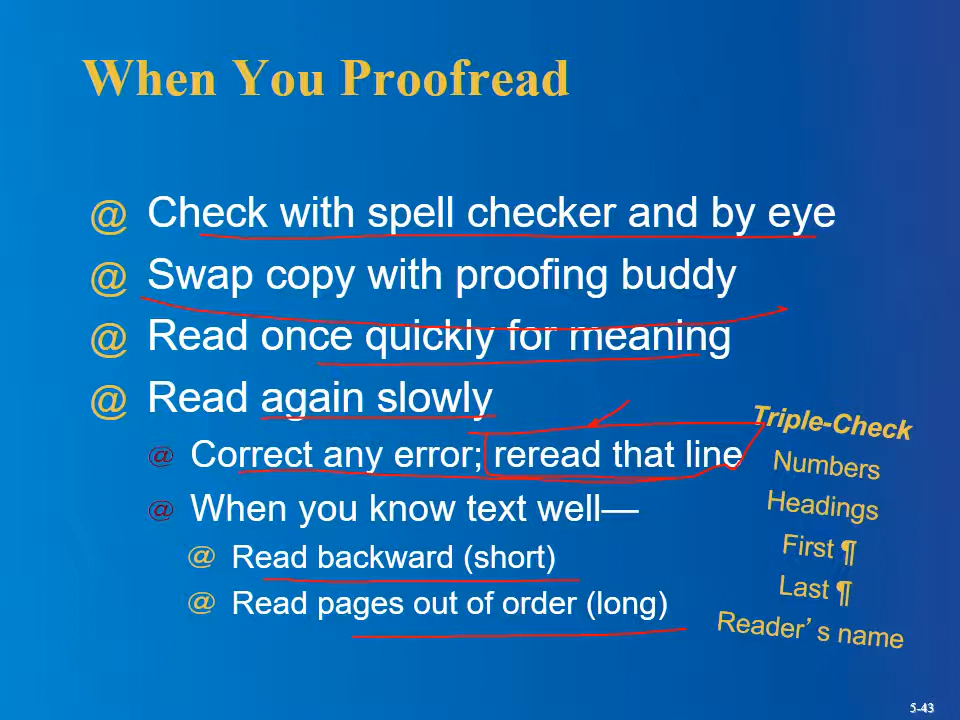 When You Proofread
@ Check with spell checker and by eye
@ Swap copy with proofing buddy
@ Read once quickly for meaning
@ Read again slowly
@ Correct any error; reread that line
@ When you know text well—
@ Read backward (short)
@ Read pages out of order (long)
Triple-Check
Numbers
Headings
First ¶
Last ¶
Reader’s name
5-43